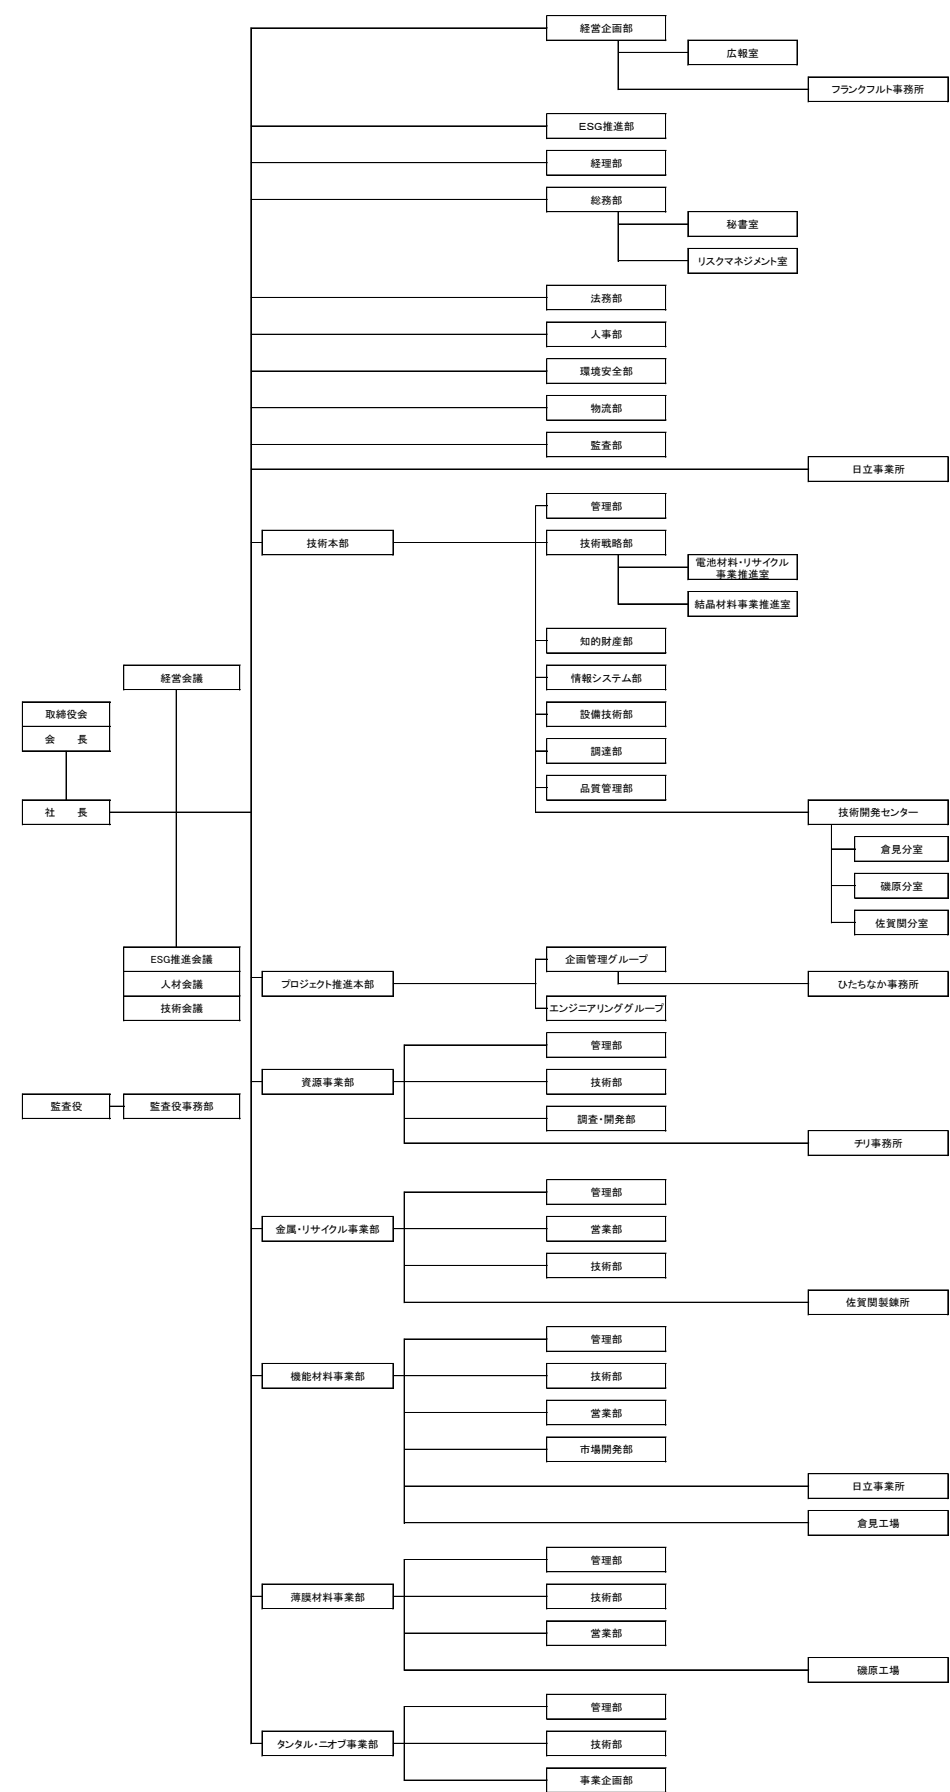 経営企画部
広報室
フランクフルト事務所
ESG推進部
経理部
総務部
秘書室
リスクマネジメント室
法務部
人事部
環境安全部
物流部
監査部
日立事業所
管理部
技術本部
技術戦略部
電池材料・リサイクル
事業推進室
結晶材料事業推進室
知的財産部
経営会議
情報システム部
取締役会
設備技術部
会　長
調達部
品質管理部
社　長
技術開発センター
倉見分室
磯原分室
佐賀関分室
ESG推進会議
企画管理グループ
人材会議
プロジェクト推進本部
ひたちなか事務所
技術会議
エンジニアリンググループ
管理部
資源事業部
技術部
監査役
監査役事務部
調査・開発部
チリ事務所
管理部
金属・リサイクル事業部
営業部
技術部
佐賀関製錬所
管理部
機能材料事業部
技術部
営業部
市場開発部
日立事業所
倉見工場
管理部
薄膜材料事業部
技術部
営業部
磯原工場
管理部
タンタル・ニオブ事業部
技術部
事業企画部